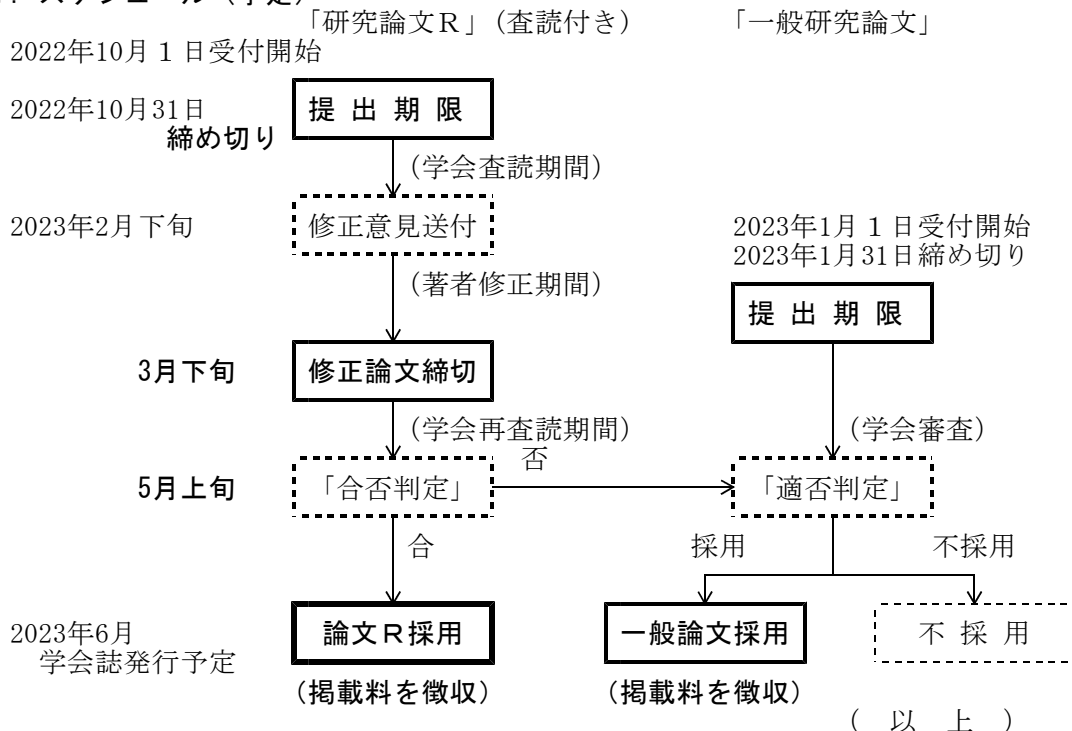 「研究論文Ｒ」（査読付き）
「一般研究論文」
2022年10月１日受付開始
2022年10月31日
締め切り
提 出 期 限
（学会査読期間）
2023年2月下旬
修正意見送付
2023年1月１日受付開始
2023年1月31日締め切り
（著者修正期間）
提 出 期 限
3月下旬
修正論文締切
（学会再査読期間）
（学会審査）
否
5月上旬
「合否判定」
「適否判定」
合
採用
不採用
2023年6月
学会誌発行予定
論文Ｒ採用
一般論文採用
不 採 用
（掲載料を徴収）
（掲載料を徴収）
（ 以 上 ）